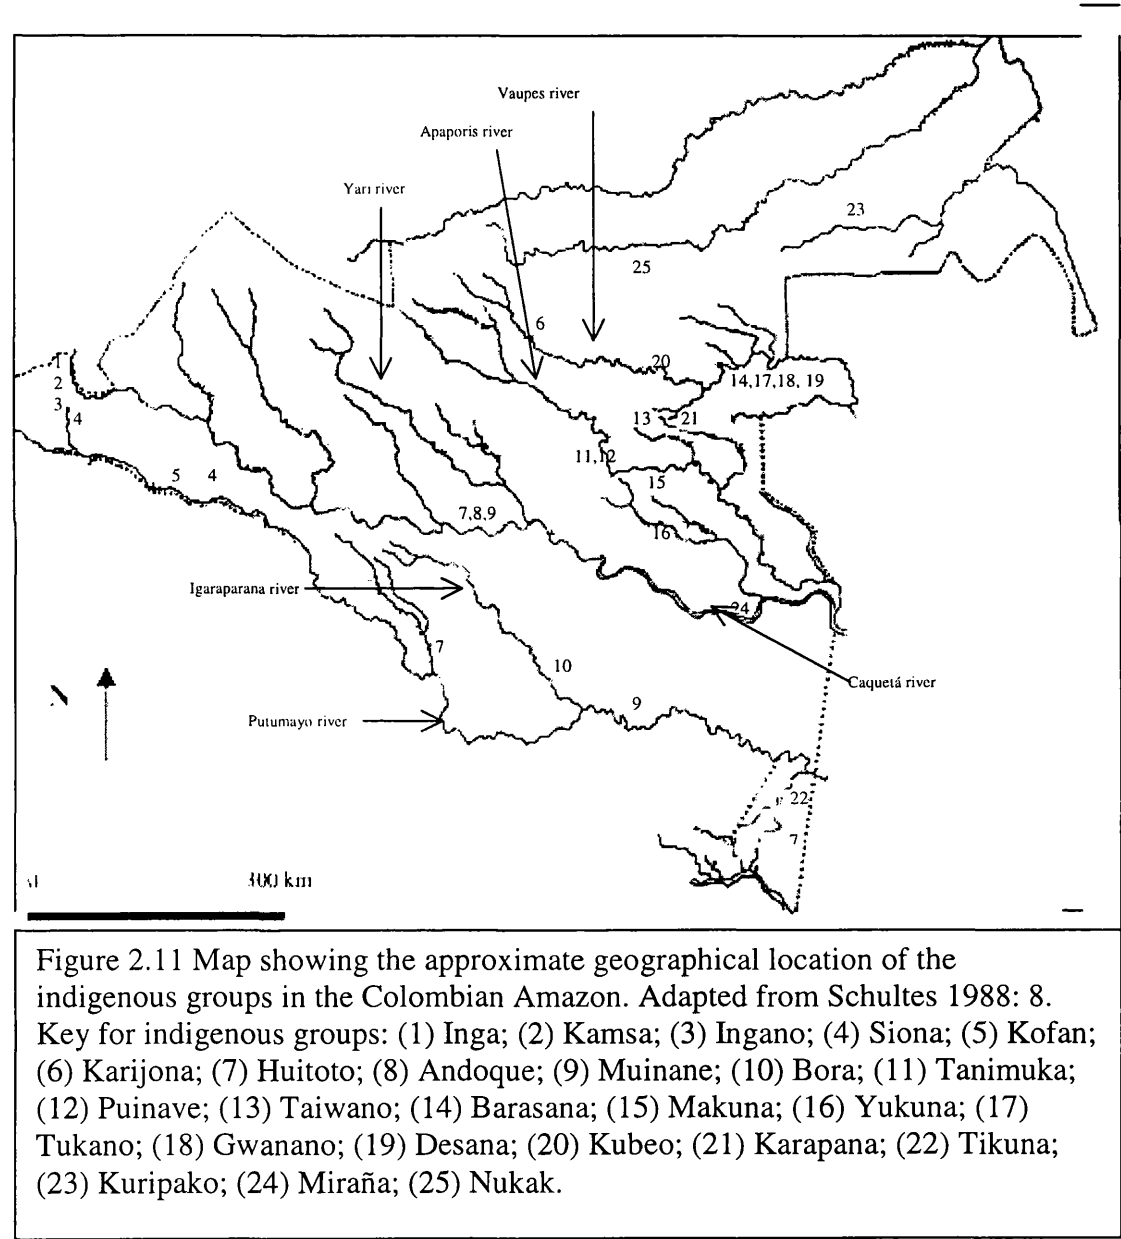 Vaupes river
Apaporis river
Yari river
23
25
6
20
1
2
3
4
14,17,18, 19
13
21
11,12
5
4
15
7,8,9
16
Igaraparana river
24
7
10
Caquetá river
9
Putumayo river
22
7
km
Figure 2.11 Map showing the approximate geographical location of the
indigenous groups in the Colombian Amazon. Adapted from Schultes 1988: 8.
Key for indigenous groups: (1) Inga; (2) Kamsa; (3) Ingano; (4) Siona; (5) Kofan;
(6) Karijona; (7) Huitoto; (8) Andoque; (9) Muinane; (10) Bora; (11) Tanimuka;
(12) Puinave; (13) Taiwano; (14) Barasana; (15) Makuna; (16) Yukuna; (17)
Tukano; (18) Gwanano; (19) Desana; (20) Kubeo; (21) Karapana; (22) Tikuna;
(23) Kuripako; (24) Miraña; (25) Nukak.